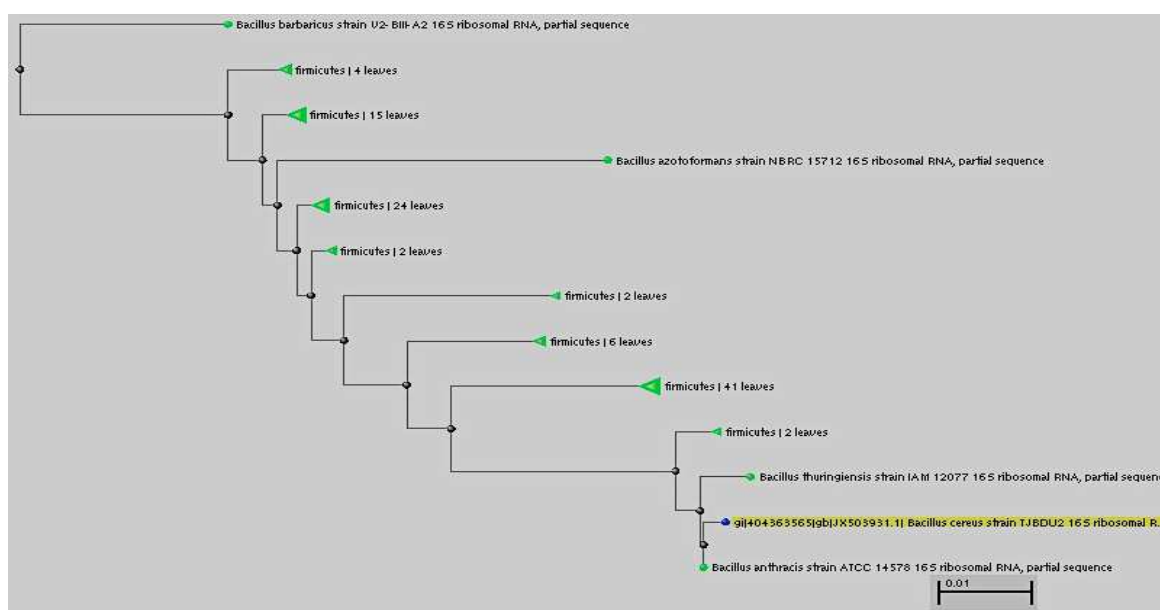 Bacillus barbaricus strain V2-BIII-A2 16S ribosomal RNA, partial sequence
firmicutes | 4 leaves
firmicutes | 15 leaves
Bacillus azotoformans strain NBRC 15712 16S ribosomal RNA, partial sequence
firmicutes | 24 leaves
firmicutes | 2 leaves
firmicutes | 2 leaves
firmicutes | 6 leaves
firmicutes | 41 leaves
firmicutes | 2 leaves
Bacillus thuringiensis strain IAM 12077 16S ribosomal RNA, partial sequenc
gi|404363565|gb|JX503931.1| Bacillus cereus strain TJBDU2 16S ribosomal R...
Bacillus anthracis strain ATCC 14578 16S ribosomal RNA, partial sequence
0.01